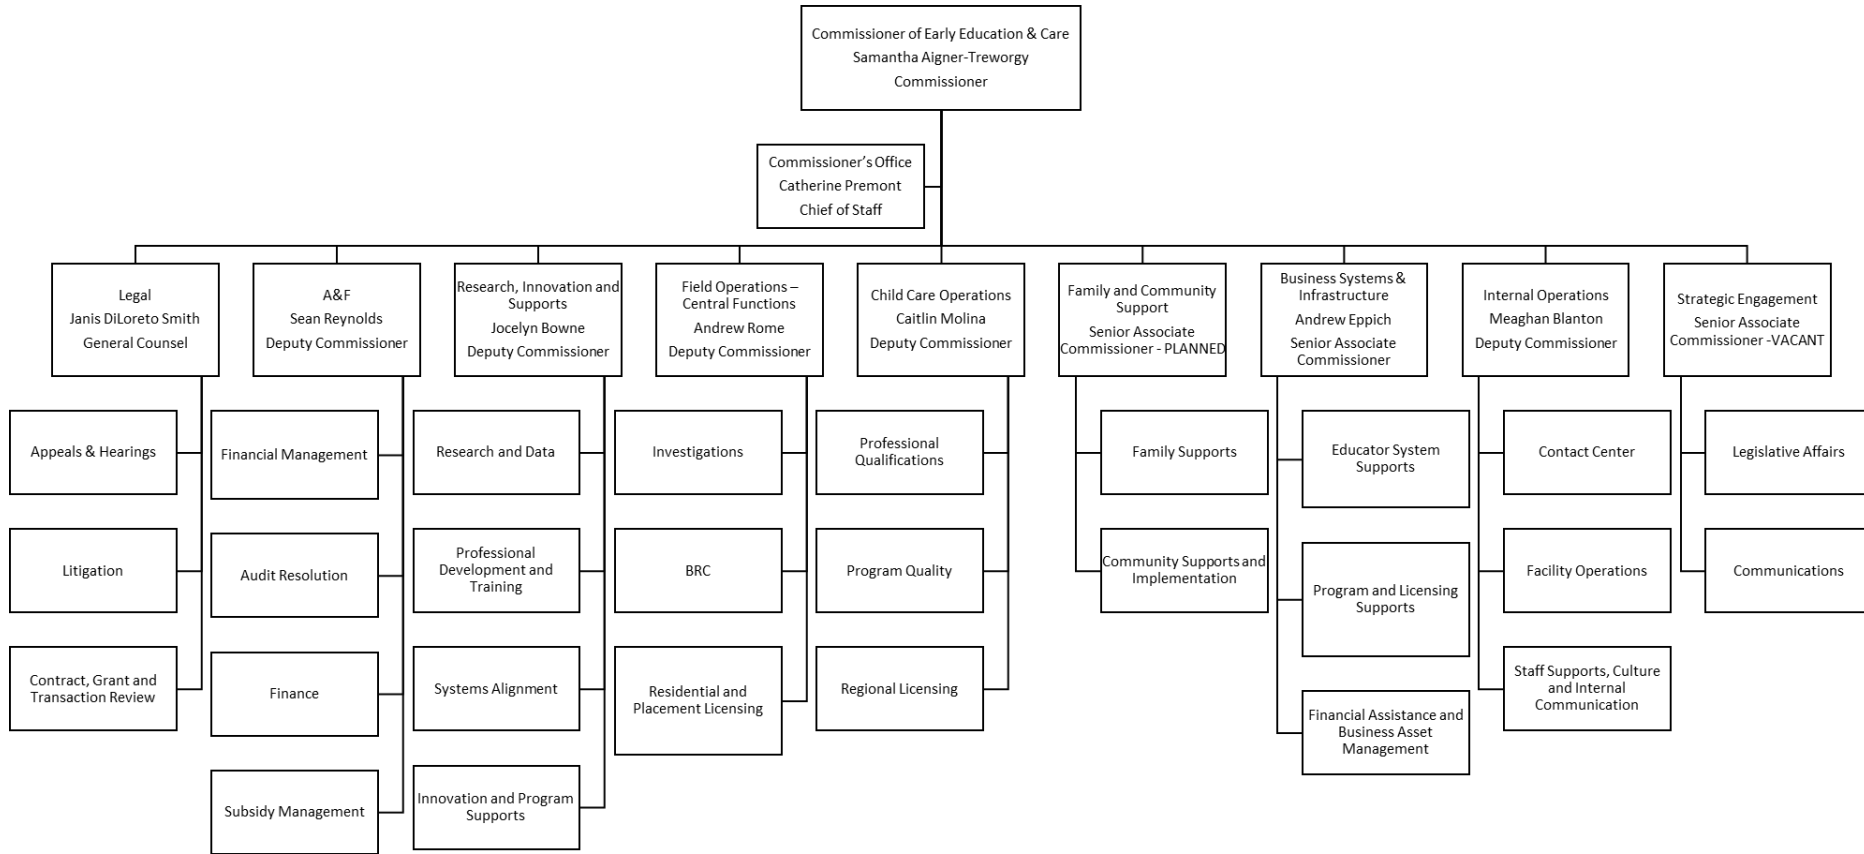 Commissioner of Early Education & Care
Samantha Aigner-Treworgy
Commissioner
Commissioner's Office
Catherine Premont
Chief of Staff
Legal
Janis DiLoreto Smith
General Counsel
A&F
Sean Reynolds
Deputy Commissioner
Research, Innovation and
Supports
Jocelyn Bowne
Deputy Commissioner
Field Operations –
Central Functions
Andrew Rome
Deputy Commissioner
Child Care Operations
Caitlin Molina
Deputy Commissioner
Family and Community
Support
Senior Associate
Commissioner - PLANNED
Business Systems &
Infrastructure
Andrew Eppich
Senior Associate
Commissioner
Internal Operations
Meaghan Blanton
Deputy Commissioner
Strategic Engagement
Senior Associate
Commissioner -VACANT
Appeals & Hearings
Litigation
Contract, Grant and
Transaction Review
Financial Management
Audit Resolution
Finance
Subsidy Management
Research and Data
Professional
Development and
Training
Systems Alignment
Innovation and Program
Supports
Investigations
BRC
Residential and
Placement Licensing
Professional
Qualifications
Program Quality
Regional Licensing
Family Supports
Community Supports and
Implementation
Educator System
Supports
Program and Licensing
Supports
Financial Assistance and
Business Asset
Management
Contact Center
Facility Operations
Staff Supports, Culture
and Internal
Communication
Legislative Affairs
Communications